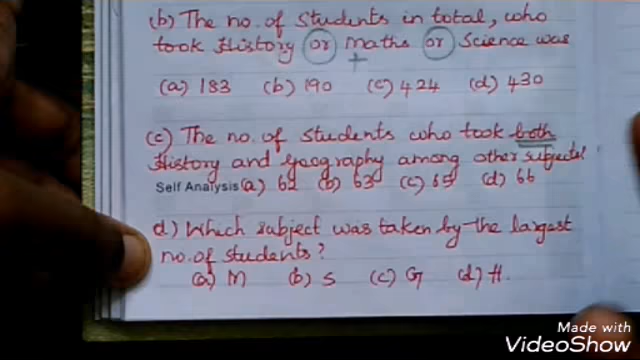 (b) The no. of students in total, who
took History or Maths or Science was
+
(a) 183 (b) 190 (c) 424 (d) 430
(c) The no. of students who took both
History and Geography among other subjects!
Self Analysis (a) 62 (b) 63 (c) 65 (d) 66
d) Which subject was taken by the largest
no. of students?
(a) M (b) S (c) G (d) H.
Made with
VideoShow